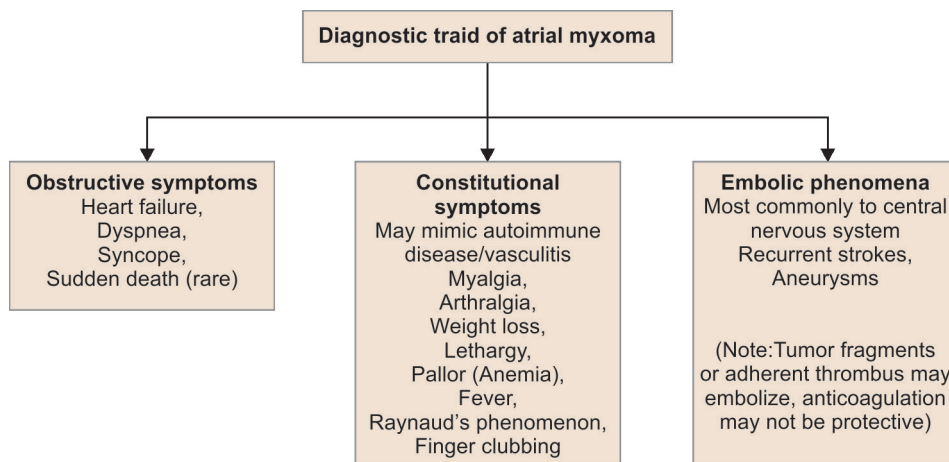 Diagnostic traid of atrial myxoma
Obstructive symptoms
Heart failure,
Dyspnea,
Syncope,
Sudden death (rare)
Constitutional
symptoms
May mimic autoimmune
disease/vasculitis
Myalgia,
Arthralgia,
Weight loss,
Lethargy,
Pallor (Anemia),
Fever,
Raynaud's phenomenon,
Finger clubbing
Embolic phenomena
Most commonly to central
nervous system
Recurrent strokes,
Aneurysms
(Note:Tumor fragments
or adherent thrombus may
embolize, anticoagulation
may not be protective)